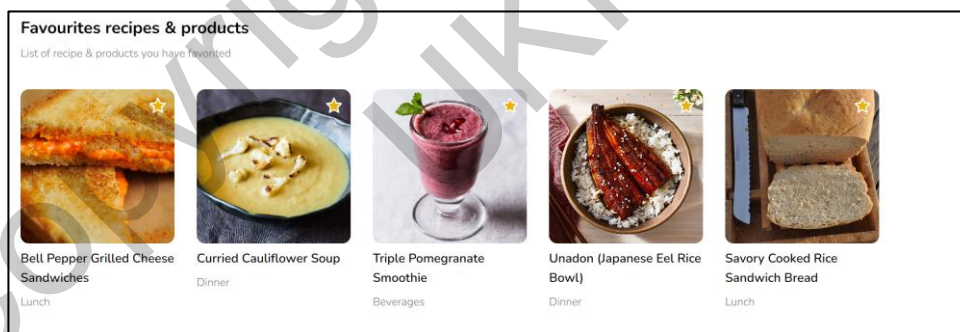 Favourites recipes & products
List of recipe & products you have favorited
Bell Pepper Grilled Cheese
Sandwiches
Lunch
Curried Cauliflower Soup
Dinner
Triple Pomegranate
Smoothie
Beverages
Unadon (Japanese Eel Rice
Bowl)
Dinner
Savory Cooked Rice
Sandwich Bread
Lunch